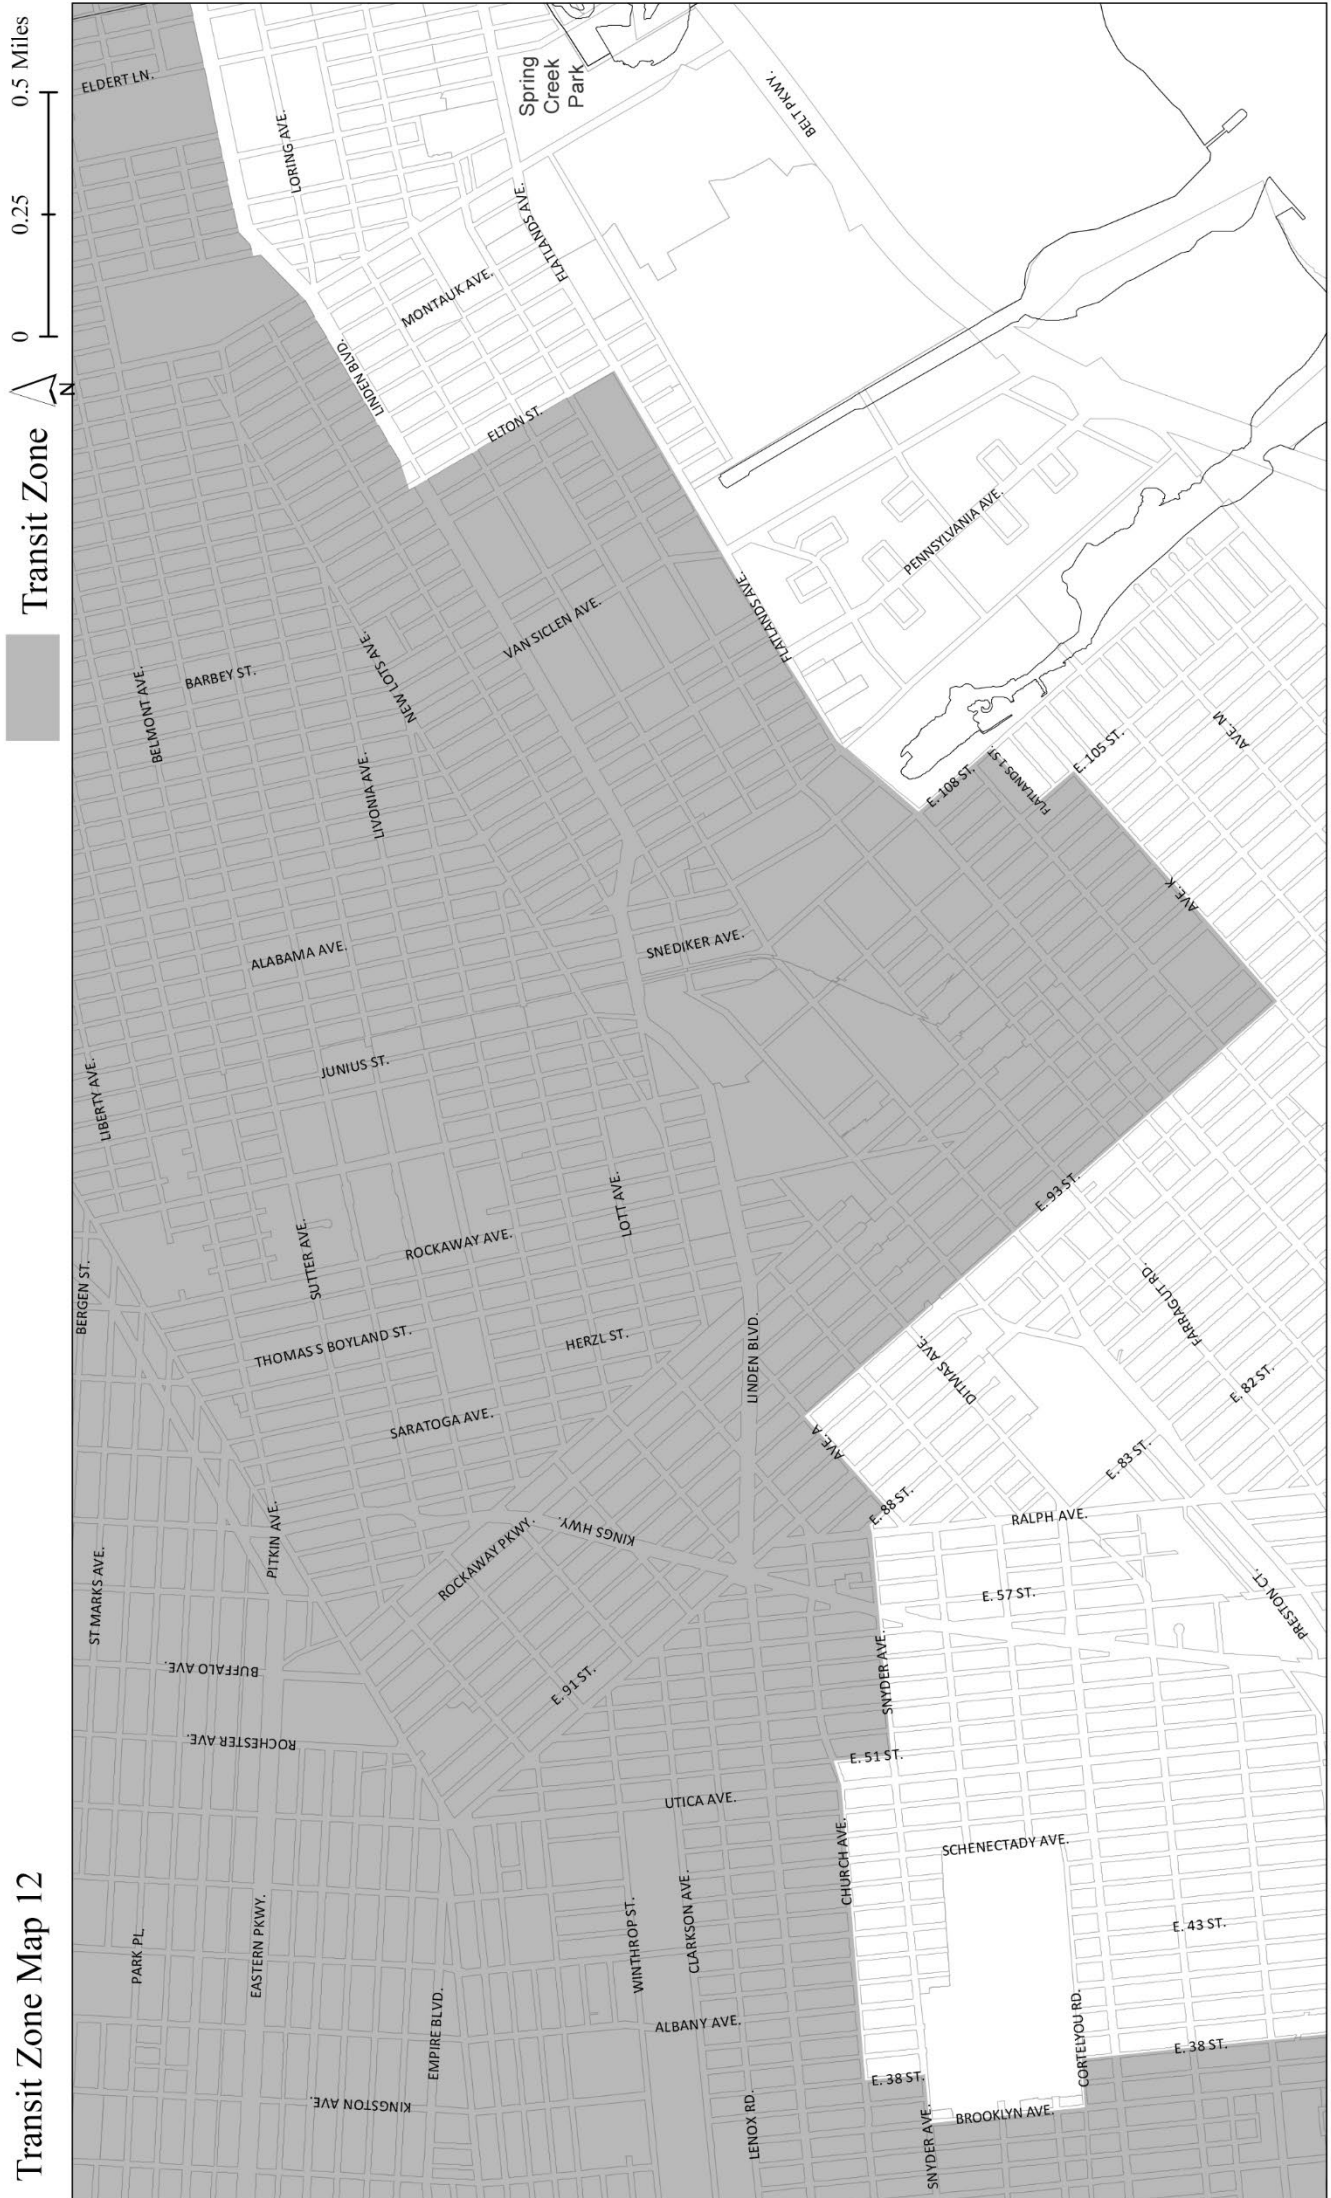 Transit Zone Map 12
Transit Zone
N
0
0.25
0.5 Miles
ST MARKS AVE.
BERGEN ST.
LIBERTY AVE.
ELDERT LN.
PARK PL.
BUFFALO AVE.
ROCHESTER AVE.
PITKIN AVE.
EASTERN PKWY.
KINGSTON AVE.
EMPIRE BLVD.
BELMONT AVE.
BARBEY ST.
SUTTER AVE.
THOMAS S BOYLAND ST.
ALABAMA AVE.
JUNIUS ST.
LIVONIA AVE.
NEW LOTS AVE.
LINDEN BLVD.
LORING AVE.
MONTAUK AVE.
SARATOGA AVE.
ROCKAWAY AVE.
ROCKAWAY PKWY.
KINGS HWY.
HERZL ST.
LOTT AVE.
E. 91 ST.
VAN SICLEN AVE.
ELTON ST.
FLATLANDS AVE.
Spring
Creek
Park
WINTHROP ST.
CLARKSON AVE.
UTICA AVE.
ALBANY AVE.
LENOX RD.
LINDEN BLVD.
SNEDIKER AVE.
FLATLANDS AVE.
BELT PKWY.
CHURCH AVE.
E. 51 ST.
SNYDER AVE.
E. 88 ST.
AVE. A
DITMAS AVE.
E. 108 ST.
PENNSYLVANIA AVE.
FLATLANDS 1 ST.
E. 105 ST.
E. 38 ST.
SNYDER AVE.
BROOKLYN AVE.
SCHENECTADY AVE.
E. 57 ST.
RALPH AVE.
E. 93 ST.
CORTELYOU RD.
E. 83 ST.
FARRAGUT RD.
AVE. K
AVE. M
E. 38 ST.
E. 43 ST.
PRESTON CT.
E. 82 ST.